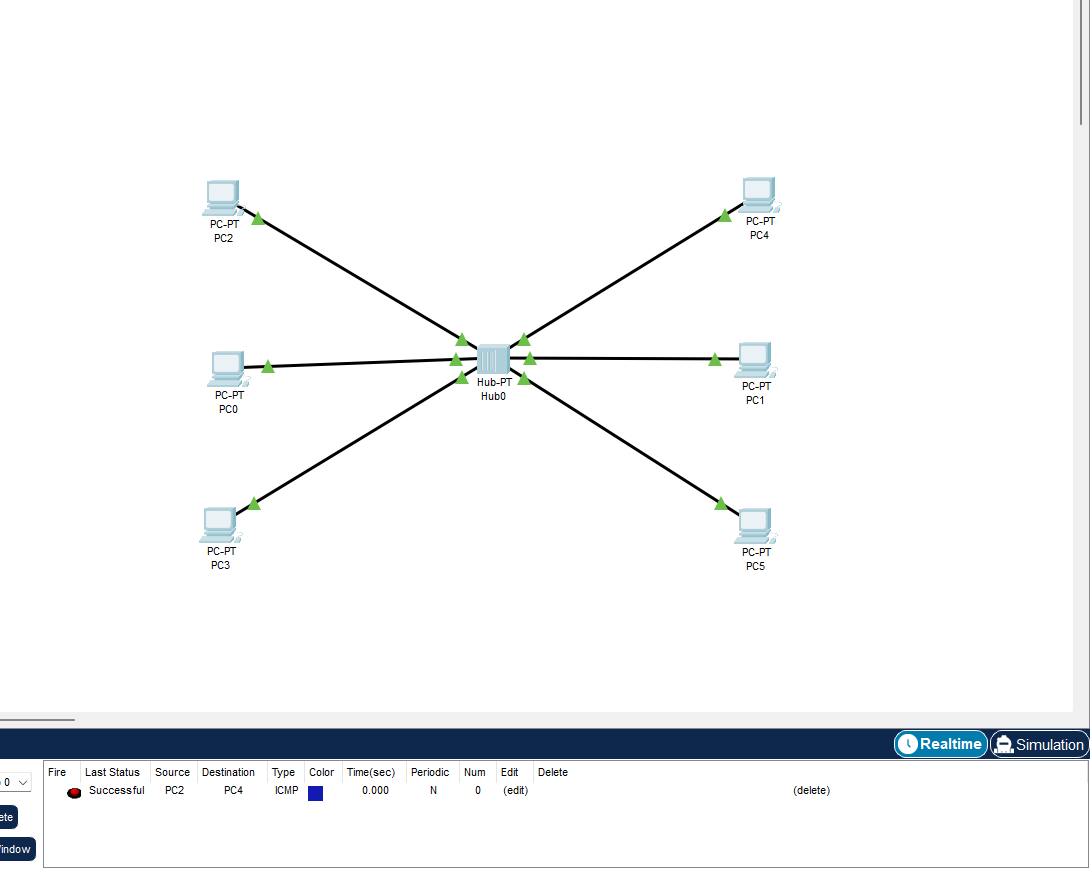 PC-PT
PC2
PC-PT
PC4
PC-PT
PC0
Hub-PT
Hub0
PC-PT
PC1
PC-PT
PC3
PC-PT
PC5
Realtime
Simulation
Fire Last Status Source Destination Type Color Time(sec) Periodic Num Edit Delete
0
Successful PC2 PC4 ICMP 0.000 N 0 (edit) (delete)
ete
indow